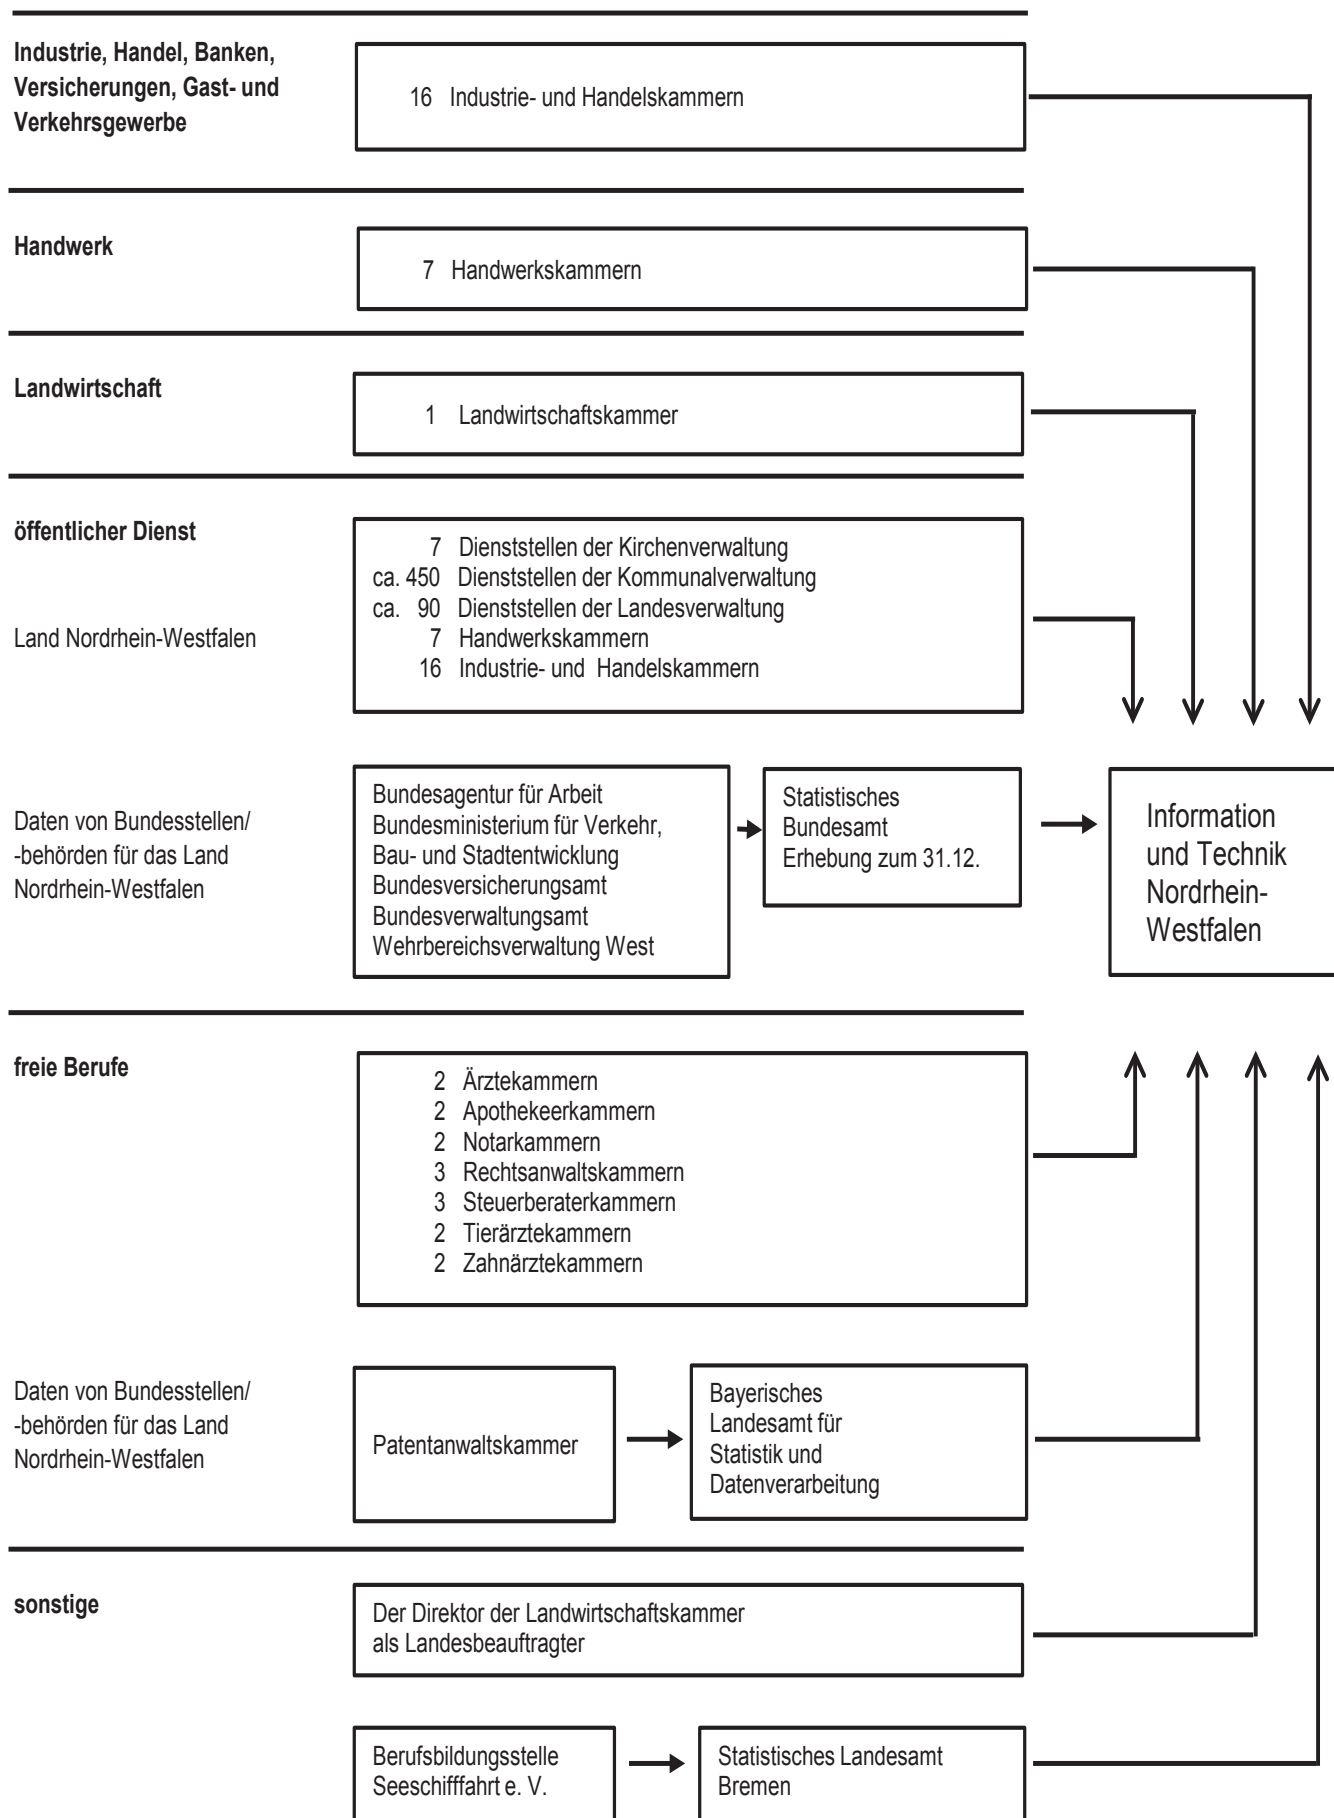 Industrie, Handel, Banken,
Versicherungen, Gast- und
Verkehrsgewerbe
16 Industrie- und Handelskammern
Handwerk
7 Handwerkskammern
Landwirtschaft
1 Landwirtschaftskammer
öffentlicher Dienst
Land Nordrhein-Westfalen
7 Dienststellen der Kirchenverwaltung
ca. 450 Dienststellen der Kommunalverwaltung
ca. 90 Dienststellen der Landesverwaltung
7 Handwerkskammern
16 Industrie- und Handelskammern
Daten von Bundesstellen/
-behörden für das Land
Nordrhein-Westfalen
Bundesagentur für Arbeit
Bundesministerium für Verkehr,
Bau- und Stadtentwicklung
Bundesversicherungsamt
Bundesverwaltungsamt
Wehrbereichsverwaltung West
Statistisches
Bundesamt
Erhebung zum 31.12.
Information
und Technik
Nordrhein-
Westfalen
freie Berufe
2 Ärztekammern
2 Apothekeerkammern
2 Notarkammern
3 Rechtsanwaltskammern
3 Steuerberaterkammern
2 Tierärztekammern
2 Zahnärztekammern
Daten von Bundesstellen/
-behörden für das Land
Nordrhein-Westfalen
Patentanwaltskammer
Bayerisches
Landesamt für
Statistik und
Datenverarbeitung
sonstige
Der Direktor der Landwirtschaftskammer
als Landesbeauftragter
Berufsbildungsstelle
Seeschifffahrt e. V.
Statistisches Landesamt
Bremen